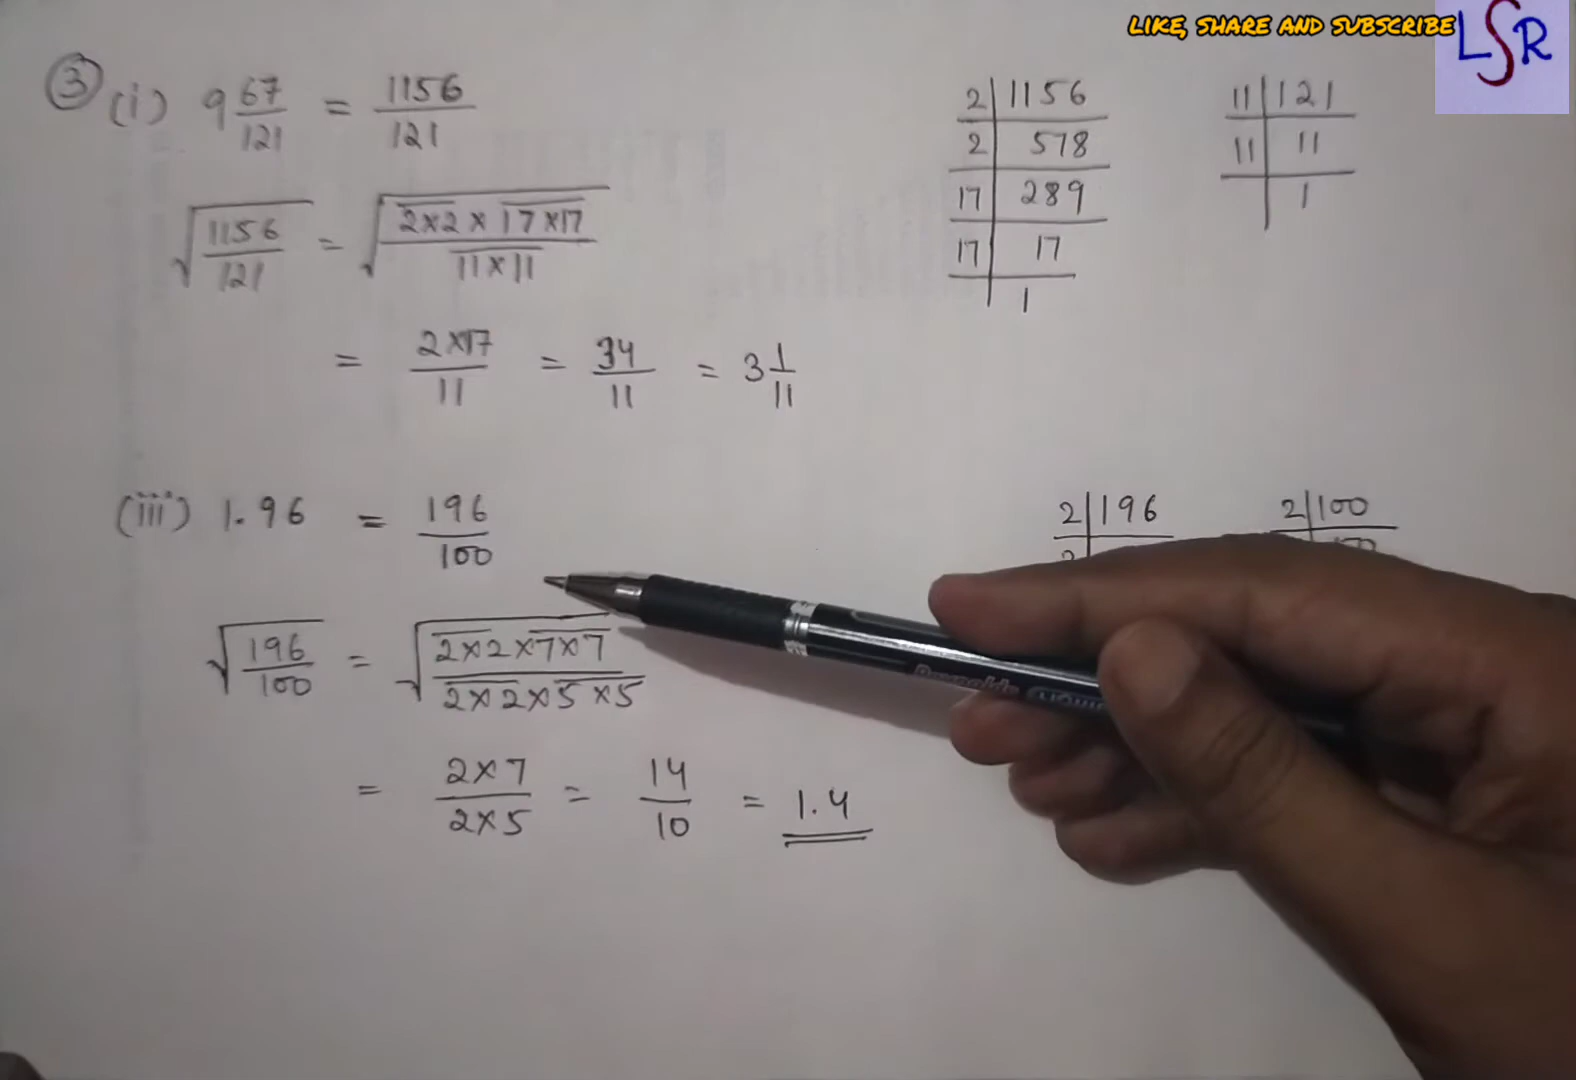 LIKE, SHARE AND SUBSCRIBE
LSR
③ (i) 9 67/121 = 1156/121
√(1156/121) = √((2×2×17×17)/(11×11))
= (2×17)/11 = 34/11 = 3 1/11
2 | 1156
2 | 578
17 | 289
17 | 17
1
11 | 121
11 | 11
1
(iii) 1.96 = 196/100
√(196/100) = √((2×2×7×7)/(2×2×5×5))
= (2×7)/(2×5) = 14/10 = 1.4
2 | 196
2 | 100